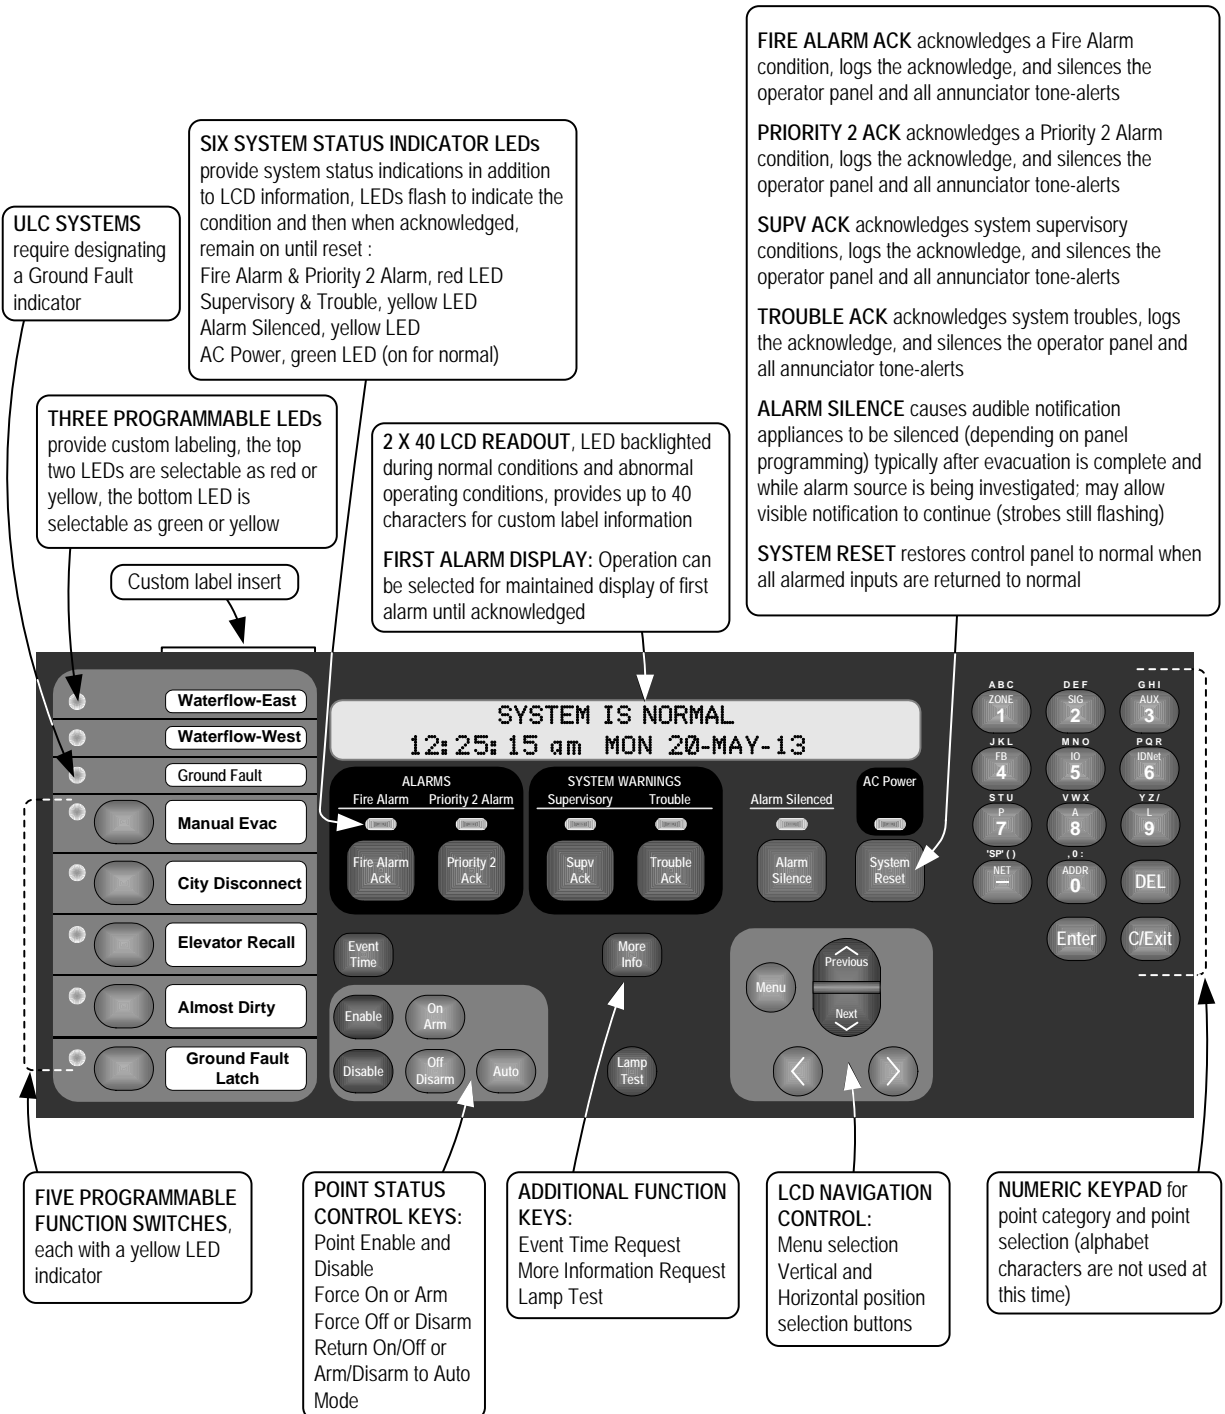 FIRE ALARM ACK acknowledges a Fire Alarm
condition, logs the acknowledge, and silences the
operator panel and all annunciator tone-alerts
PRIORITY 2 ACK acknowledges a Priority 2 Alarm
condition, logs the acknowledge, and silences the
operator panel and all annunciator tone-alerts
SUPV ACK acknowledges system supervisory
conditions, logs the acknowledge, and silences the
operator panel and all annunciator tone-alerts
TROUBLE ACK acknowledges system troubles, logs
the acknowledge, and silences the operator panel and
all annunciator tone-alerts
ALARM SILENCE causes audible notification
appliances to be silenced (depending on panel
programming) typically after evacuation is complete and
while alarm source is being investigated; may allow
visible notification to continue (strobes still flashing)
SYSTEM RESET restores control panel to normal when
all alarmed inputs are returned to normal
SIX SYSTEM STATUS INDICATOR LEDs
provide system status indications in addition
to LCD information, LEDs flash to indicate the
condition and then when acknowledged,
remain on until reset :
Fire Alarm & Priority 2 Alarm, red LED
Supervisory & Trouble, yellow LED
Alarm Silenced, yellow LED
AC Power, green LED (on for normal)
ULC SYSTEMS
require designating
a Ground Fault
indicator
THREE PROGRAMMABLE LEDs
provide custom labeling, the top
two LEDs are selectable as red or
yellow, the bottom LED is
selectable as green or yellow
2 X 40 LCD READOUT, LED backlighted
during normal conditions and abnormal
operating conditions, provides up to 40
characters for custom label information
FIRST ALARM DISPLAY: Operation can
be selected for maintained display of first
alarm until acknowledged
Custom label insert
Waterflow-East
Waterflow-West
Ground Fault
Manual Evac
City Disconnect
Elevator Recall
Almost Dirty
Ground Fault
Latch
SYSTEM IS NORMAL
12:25:15 am MON 20-MAY-13
ALARMS
Fire Alarm Priority 2 Alarm
SYSTEM WARNINGS
Supervisory Trouble
Alarm Silenced
AC Power
Fire Alarm
Ack
Priority 2
Ack
Supv
Ack
Trouble
Ack
Alarm
Silence
System
Reset
Event
Time
More
Info
Enable
On
Arm
Disable
Off
Disarm
Auto
Lamp
Test
Menu
Previous
Next
ABC
ZONE
1
DEF
SIG
2
GHI
AUX
3
JKL
FB
4
MNO
IO
5
PQR
IDNet
6
STU
P
7
VWX
A
8
YZ/
L
9
'SP' ( )
NET
–
, 0 :
ADDR
0
DEL
Enter
C/Exit
FIVE PROGRAMMABLE
FUNCTION SWITCHES,
each with a yellow LED
indicator
POINT STATUS
CONTROL KEYS:
Point Enable and
Disable
Force On or Arm
Force Off or Disarm
Return On/Off or
Arm/Disarm to Auto
Mode
ADDITIONAL FUNCTION
KEYS:
Event Time Request
More Information Request
Lamp Test
LCD NAVIGATION
CONTROL:
Menu selection
Vertical and
Horizontal position
selection buttons
NUMERIC KEYPAD for
point category and point
selection (alphabet
characters are not used at
this time)